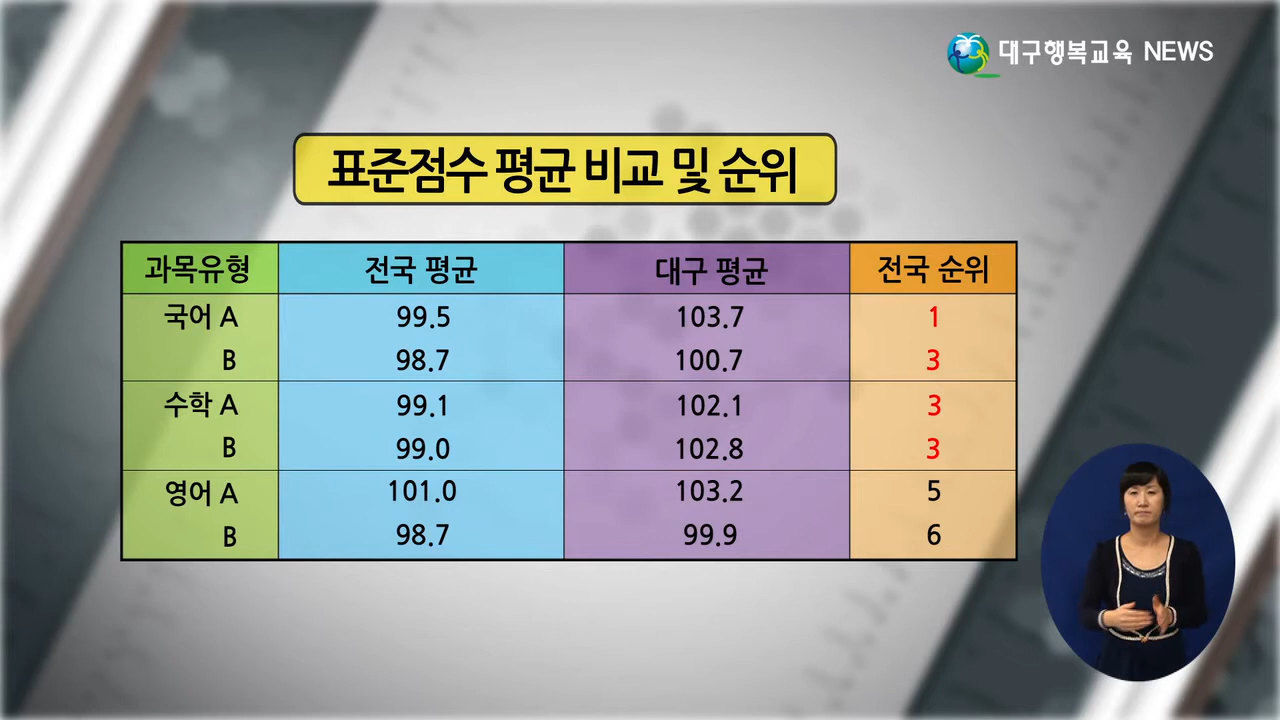 대구행복교육 NEWS
표준점수 평균 비교 및 순위
과목유형 전국 평균 대구 평균 전국 순위
국어 A 99.5 103.7 1
B 98.7 100.7 3
수학 A 99.1 102.1 3
B 99.0 102.8 3
영어 A 101.0 103.2 5
B 98.7 99.9 6